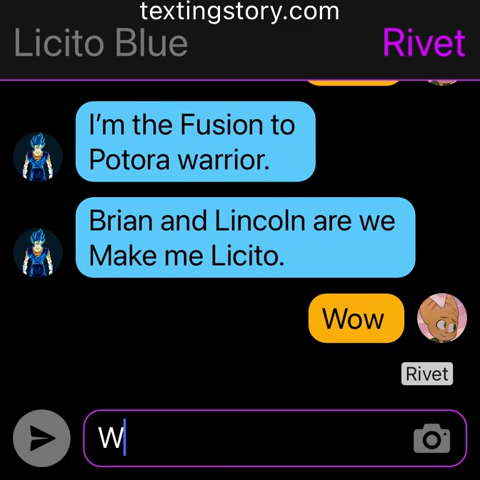 textingstory.com
Licito Blue
Rivet
I'm the Fusion to
Potora warrior.
Brian and Lincoln are we
Make me Licito.
Wow
Rivet
W